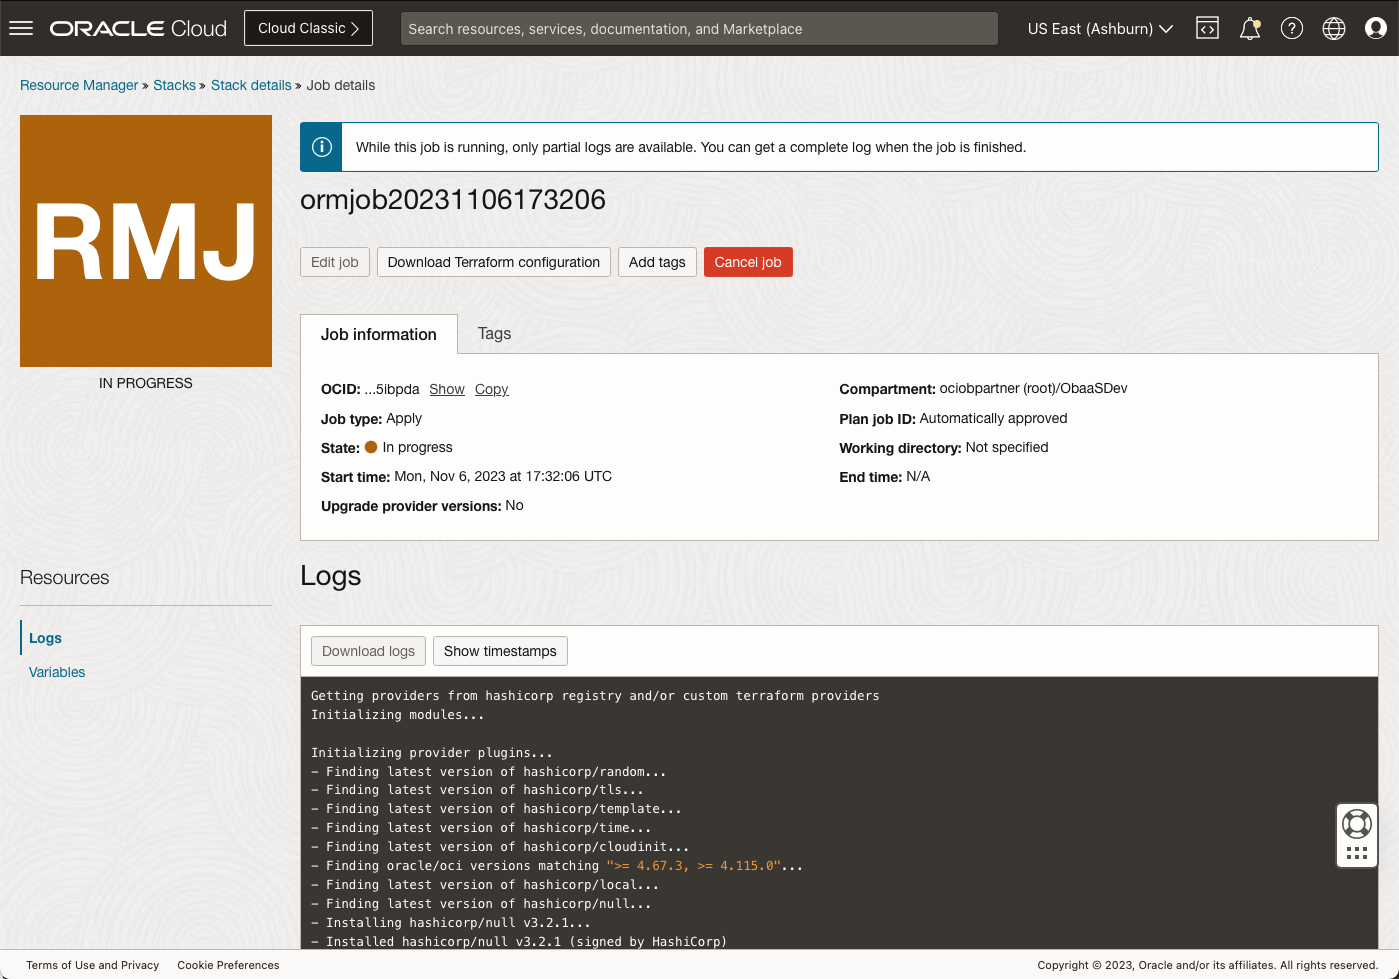 ORACLE Cloud
Cloud Classic
Search resources, services, documentation, and Marketplace
US East (Ashburn)
Resource Manager » Stacks » Stack details » Job details
RMJ
IN PROGRESS
While this job is running, only partial logs are available. You can get a complete log when the job is finished.
ormjob20231106173206
Edit job
Download Terraform configuration
Add tags
Cancel job
Job information
Tags
OCID: ...5ibpda Show Copy
Job type: Apply
State: In progress
Start time: Mon, Nov 6, 2023 at 17:32:06 UTC
Upgrade provider versions: No
Compartment: ociobpartner (root)/ObaaSDev
Plan job ID: Automatically approved
Working directory: Not specified
End time: N/A
Resources
Logs
Variables
Logs
Download logs
Show timestamps
Getting providers from hashicorp registry and/or custom terraform providers
Initializing modules...
Initializing provider plugins...
- Finding latest version of hashicorp/random...
- Finding latest version of hashicorp/tls...
- Finding latest version of hashicorp/template...
- Finding latest version of hashicorp/time...
- Finding latest version of hashicorp/cloudinit...
- Finding oracle/oci versions matching ">= 4.67.3, >= 4.115.0"...
- Finding latest version of hashicorp/local...
- Finding latest version of hashicorp/null...
- Installing hashicorp/null v3.2.1...
- Installed hashicorp/null v3.2.1 (signed by HashiCorp)
Terms of Use and Privacy
Cookie Preferences
Copyright © 2023, Oracle and/or its affiliates. All rights reserved.